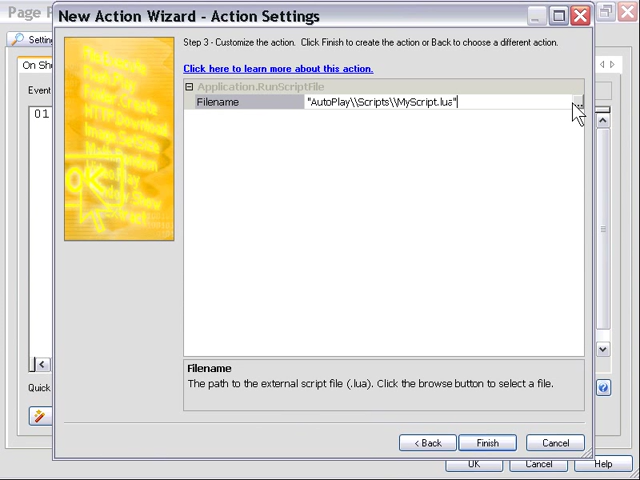 Page P
New Action Wizard - Action Settings
Setting
Step 3 - Customize the action. Click Finish to create the action or Back to choose a different action.
On Sh
Click here to learn more about this action.
Event
Application.RunScriptFile
Filename "AutoPlay\\Scripts\\MyScript.lua"
01
Filename
The path to the external script file (.lua). Click the browse button to select a file.
Quick
< Back Finish Cancel
OK Cancel Help